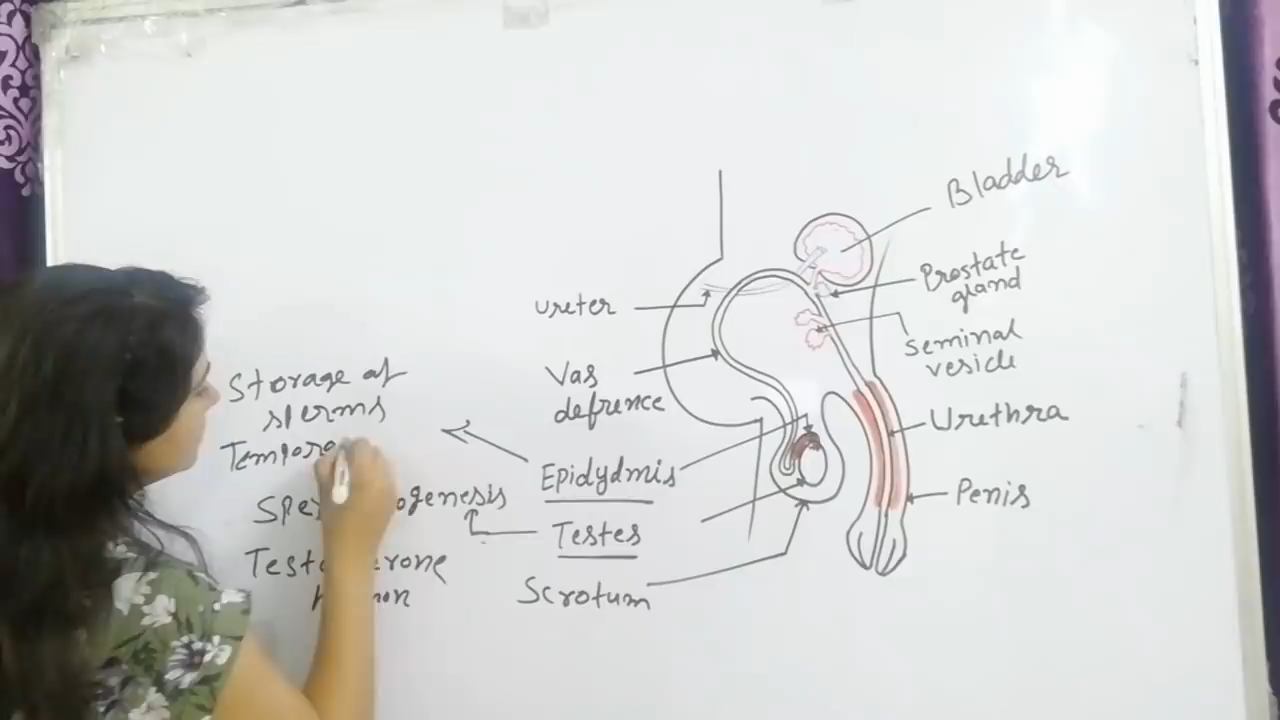 Bladder
Prostate
gland
ureter
Seminal
vesicle
Vas
defrence
Urethra
Storage of
sperms
Epidydmis
Penis
Testes
Scrotum